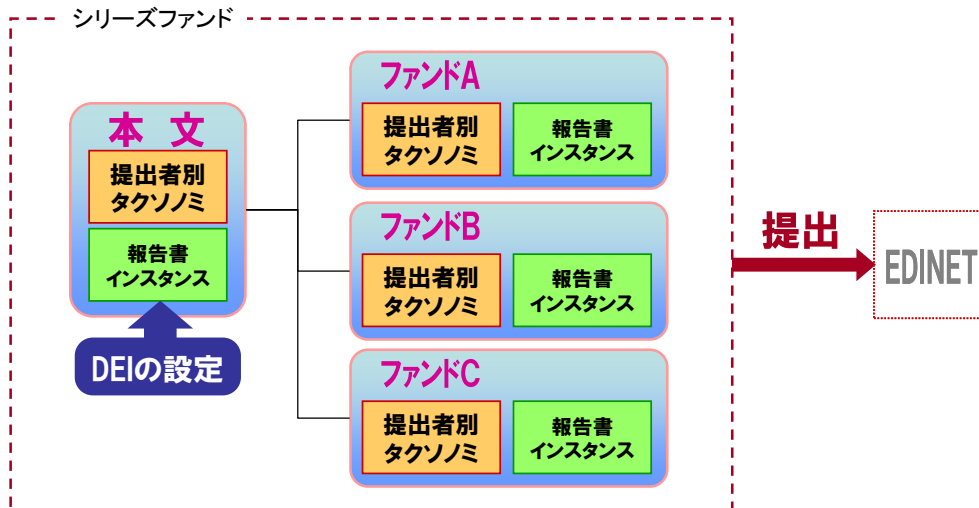 シリーズファンド
本 文
提出者別
タクソノミ
報告書
インスタンス
DEIの設定
ファンドA
提出者別
タクソノミ
報告書
インスタンス
ファンドB
提出者別
タクソノミ
報告書
インスタンス
ファンドC
提出者別
タクソノミ
報告書
インスタンス
提出
EDINET